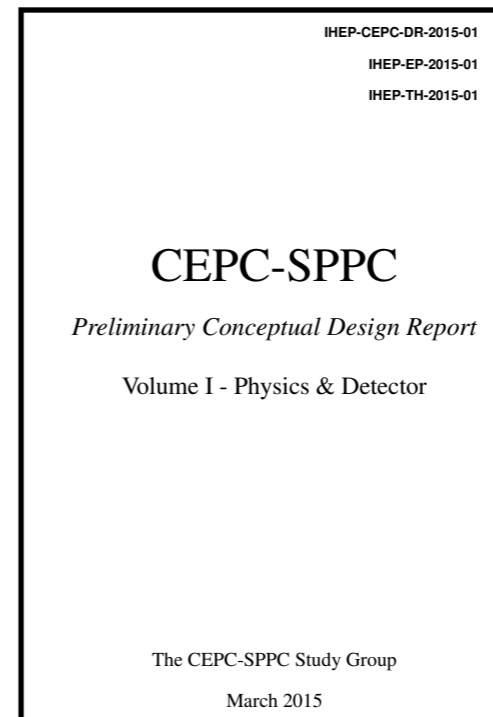 IHEP-CEPC-DR-2015-01
IHEP-EP-2015-01
IHEP-TH-2015-01
CEPC-SPPC
Preliminary Conceptual Design Report
Volume I - Physics & Detector
The CEPC-SPPC Study Group
March 2015